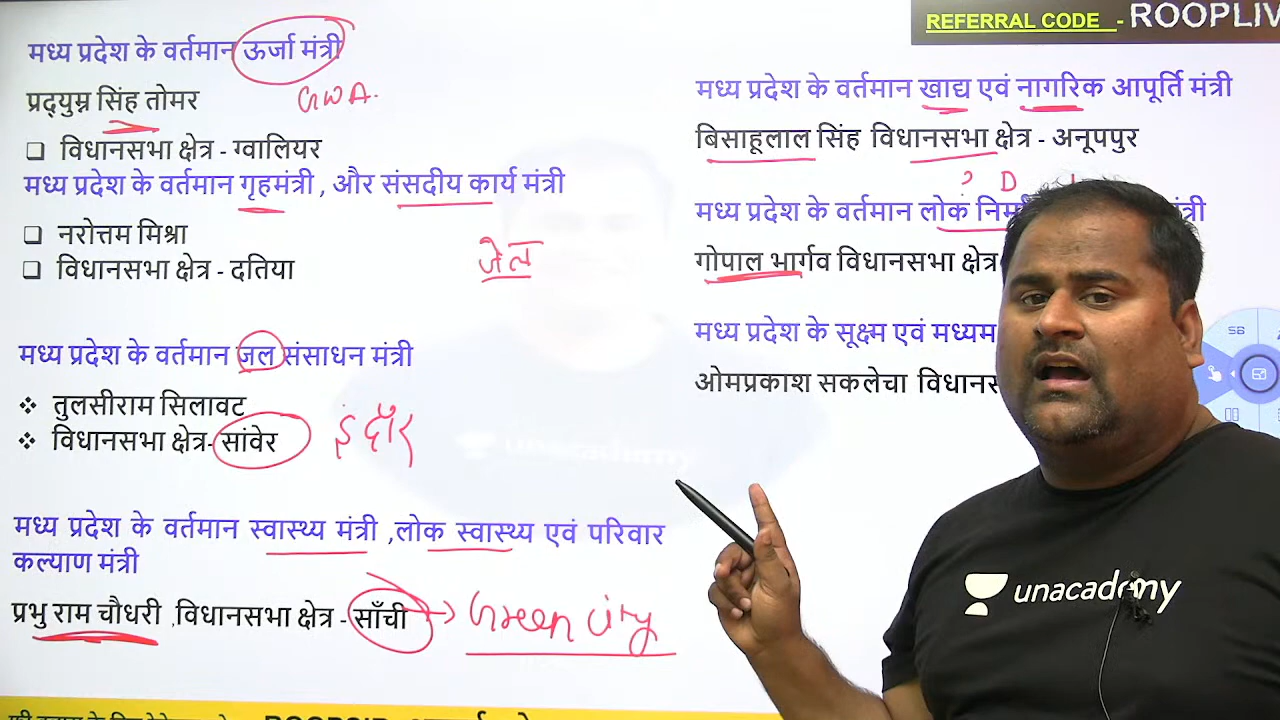 REFERRAL CODE - ROOPLIV
मध्य प्रदेश के वर्तमान ऊर्जा मंत्री
प्रद्युम्न सिंह तोमर
GWA.
❑ विधानसभा क्षेत्र - ग्वालियर
मध्य प्रदेश के वर्तमान गृहमंत्री , और संसदीय कार्य मंत्री
❑ नरोत्तम मिश्रा
❑ विधानसभा क्षेत्र - दतिया
जेल
मध्य प्रदेश के वर्तमान जल संसाधन मंत्री
❖ तुलसीराम सिलावट
❖ विधानसभा क्षेत्र- सांवेर
इंदौर
मध्य प्रदेश के वर्तमान स्वास्थ्य मंत्री ,लोक स्वास्थ्य एवं परिवार
कल्याण मंत्री
प्रभु राम चौधरी ,विधानसभा क्षेत्र - साँची
Green City
मध्य प्रदेश के वर्तमान खाद्य एवं नागरिक आपूर्ति मंत्री
बिसाहूलाल सिंह विधानसभा क्षेत्र - अनूपपुर
D
मध्य प्रदेश के वर्तमान लोक
गोपाल भार्गव विधानसभा क्षेत्र
मध्य प्रदेश के सूक्ष्म एवं मध्यम
ओमप्रकाश सकलेचा
unacademy
unacademy